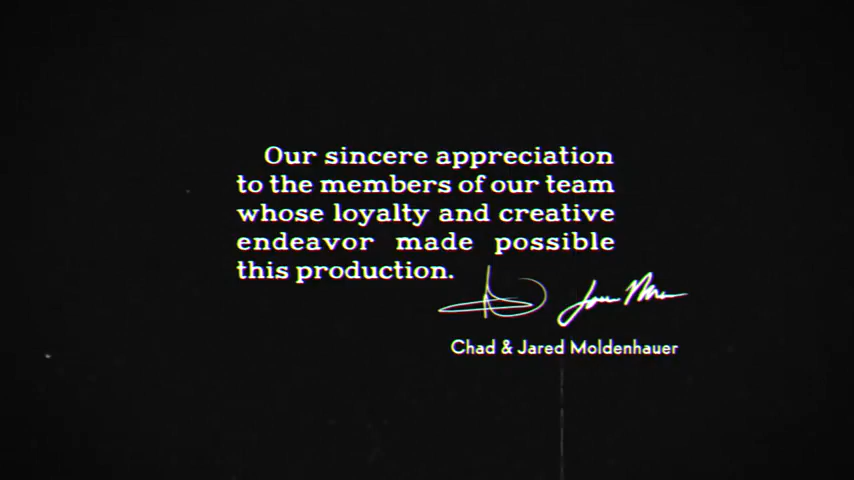 Our sincere appreciation
to the members of our team
whose loyalty and creative
endeavor made possible
this production.
Chad & Jared Moldenhauer